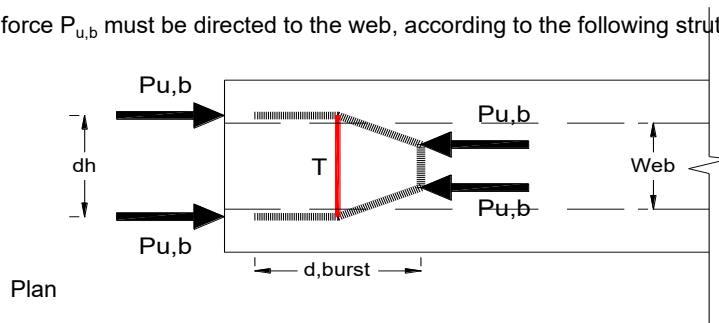 force Pu,b must be directed to the web, according to the following strut
Pu,b
Pu,b
dh
T
Web
Pu,b
Pu,b
d,burst
Plan